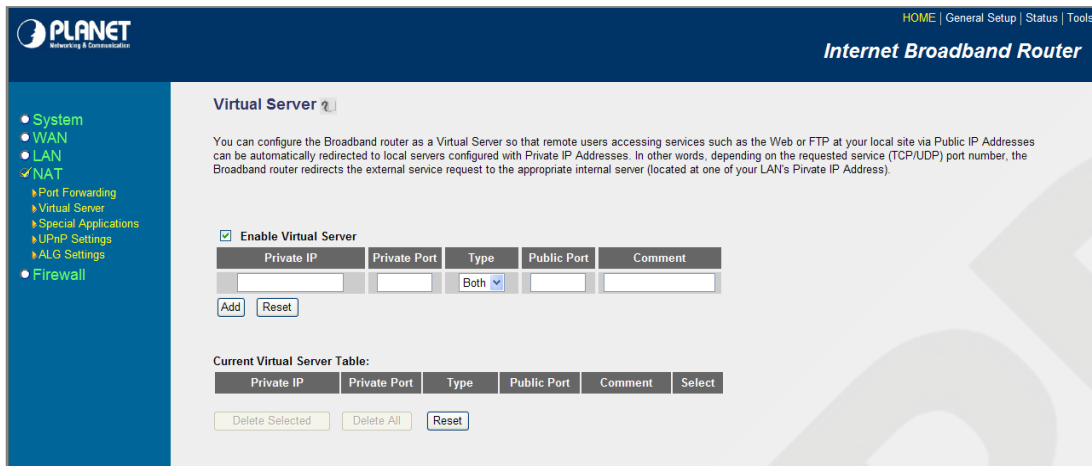 PLANET
Networking & Communication
HOME | General Setup | Status | Tools
Internet Broadband Router
System
WAN
LAN
NAT
Port Forwarding
Virtual Server
Special Applications
UPnP Settings
ALG Settings
Firewall
Virtual Server
You can configure the Broadband router as a Virtual Server so that remote users accessing services such as the Web or FTP at your local site via Public IP Addresses
can be automatically redirected to local servers configured with Private IP Addresses. In other words, depending on the requested service (TCP/UDP) port number, the
Broadband router redirects the external service request to the appropriate internal server (located at one of your LAN's Private IP Address).
Enable Virtual Server
Private IP Private Port Type Public Port Comment
Both
Add Reset
Current Virtual Server Table:
Private IP Private Port Type Public Port Comment Select
Delete Selected Delete All Reset